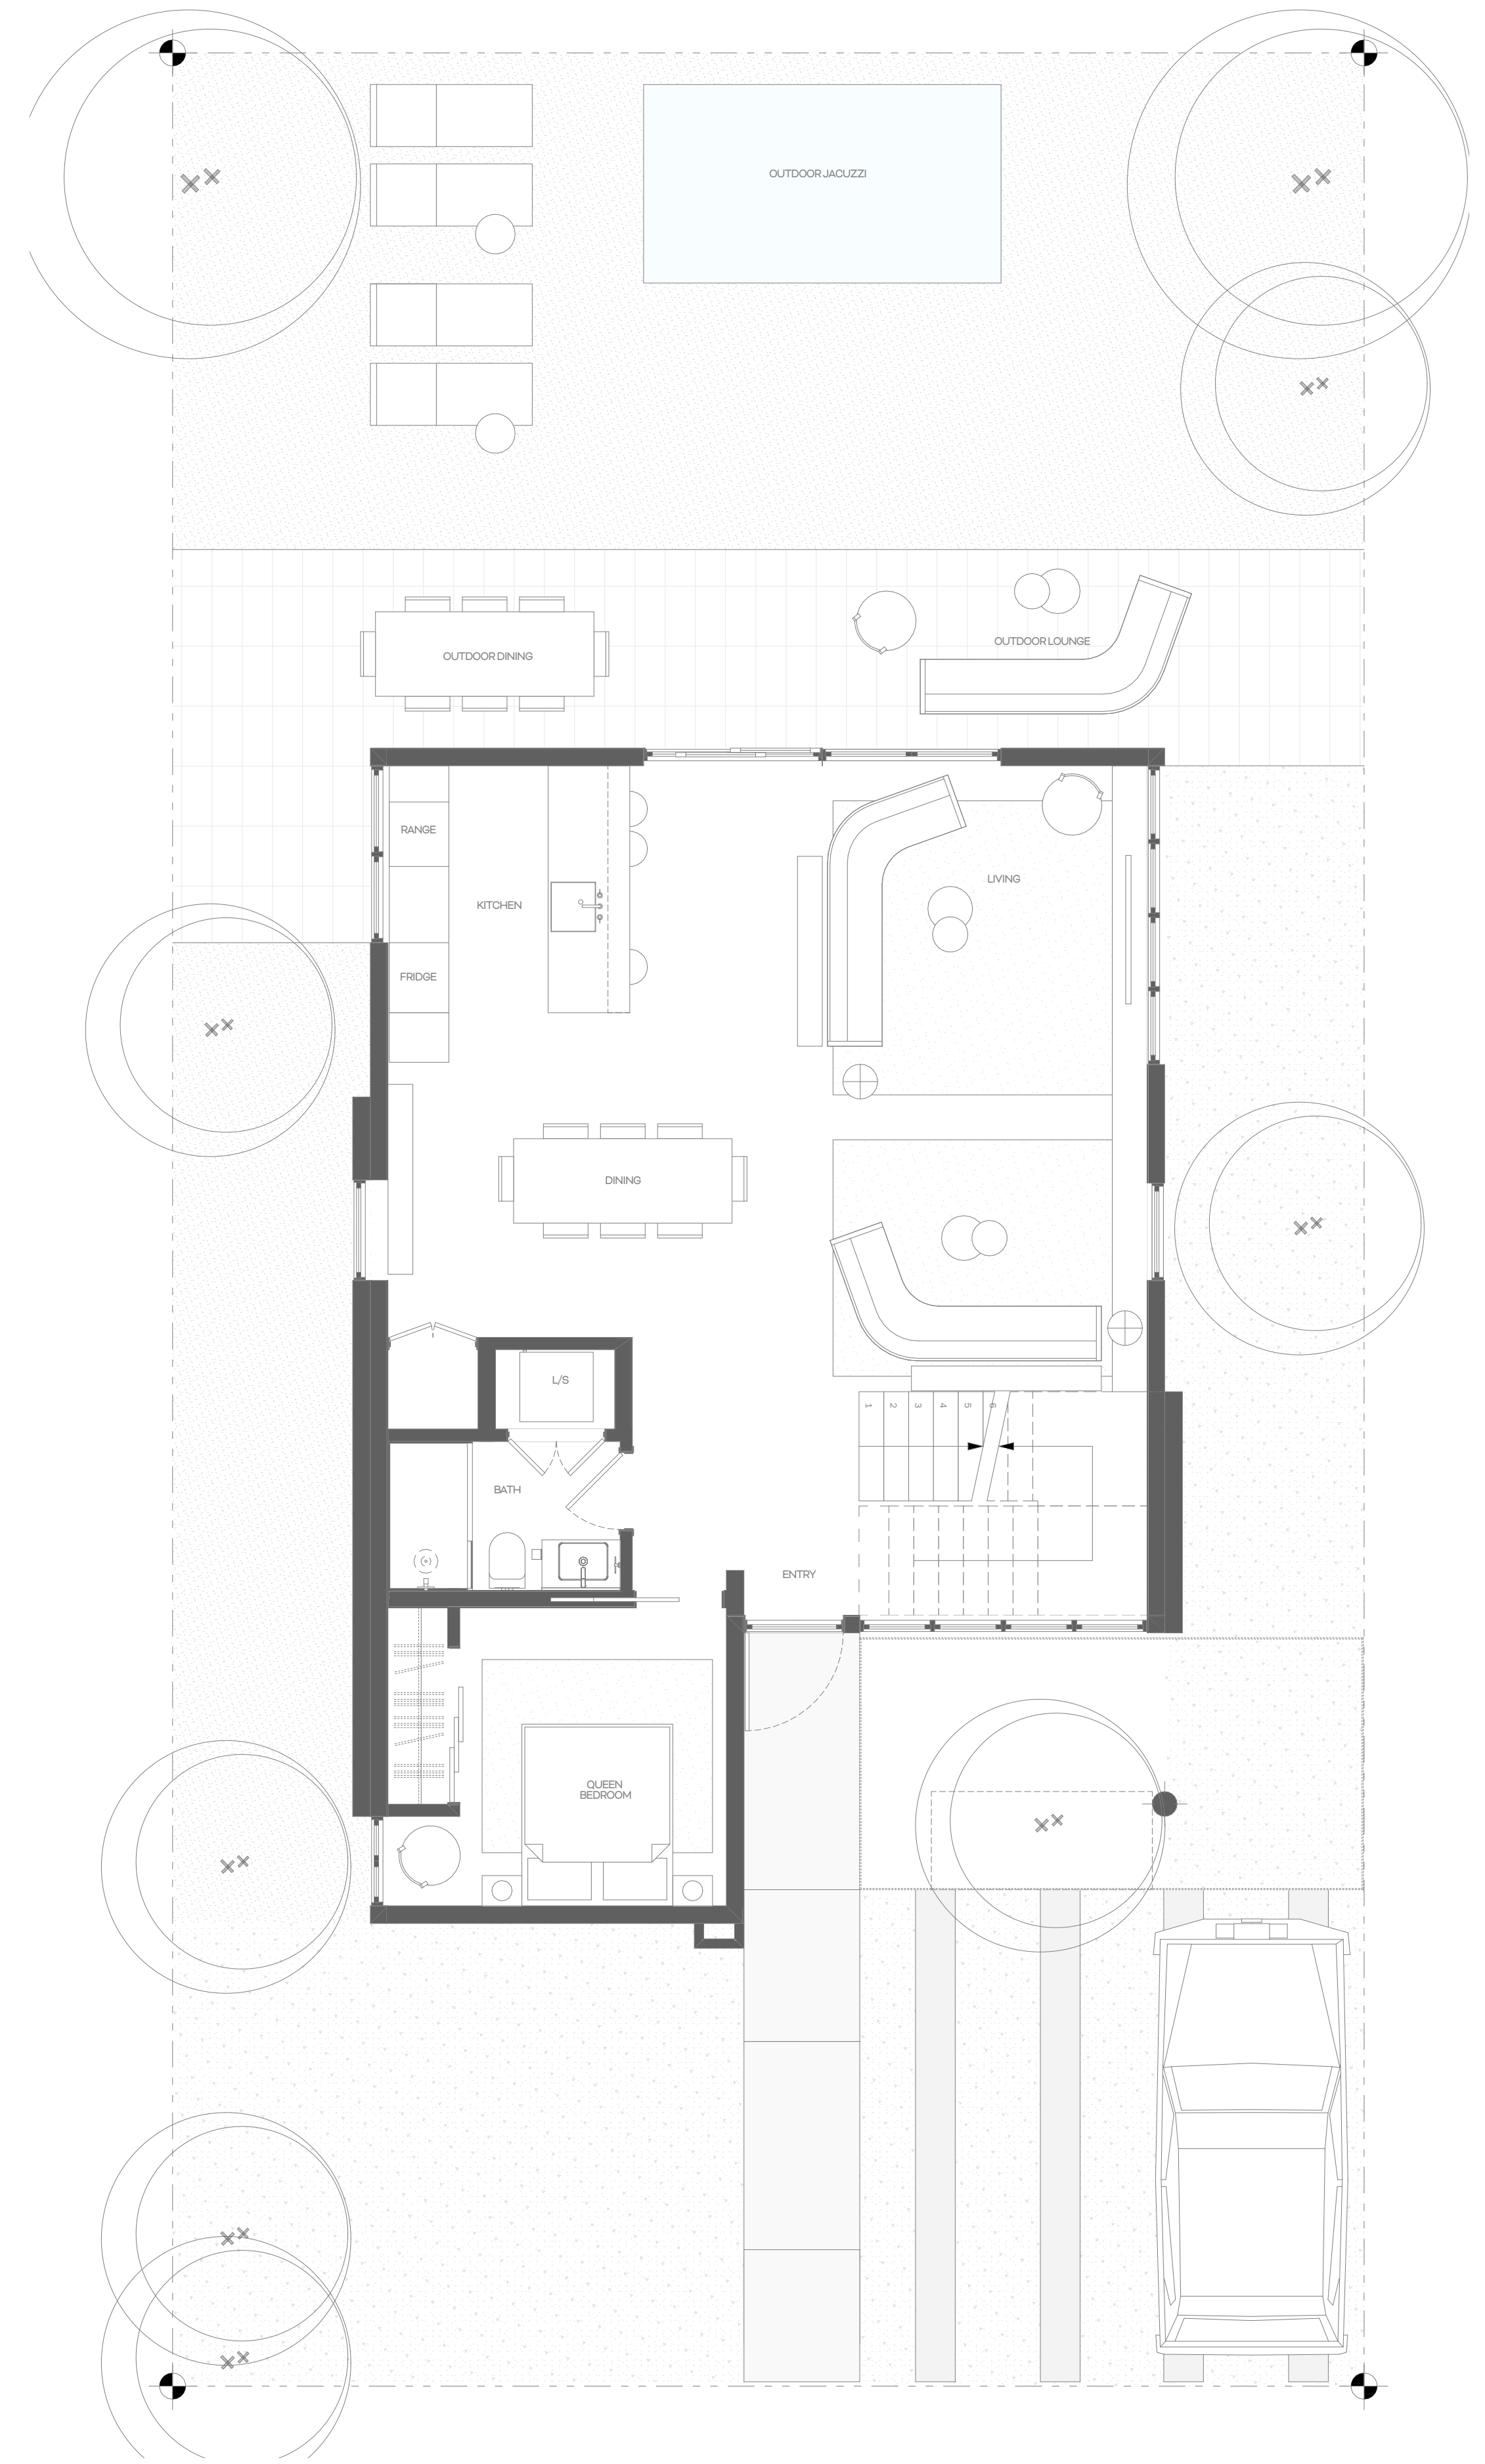 OUTDOOR JACUZZI
OUTDOOR LOUNGE
OUTDOOR DINING
RANGE
LIVING
KITCHEN
FRIDGE
DINING
L/S
1
2
3
4
5
6
BATH
ENTRY
QUEEN
BEDROOM